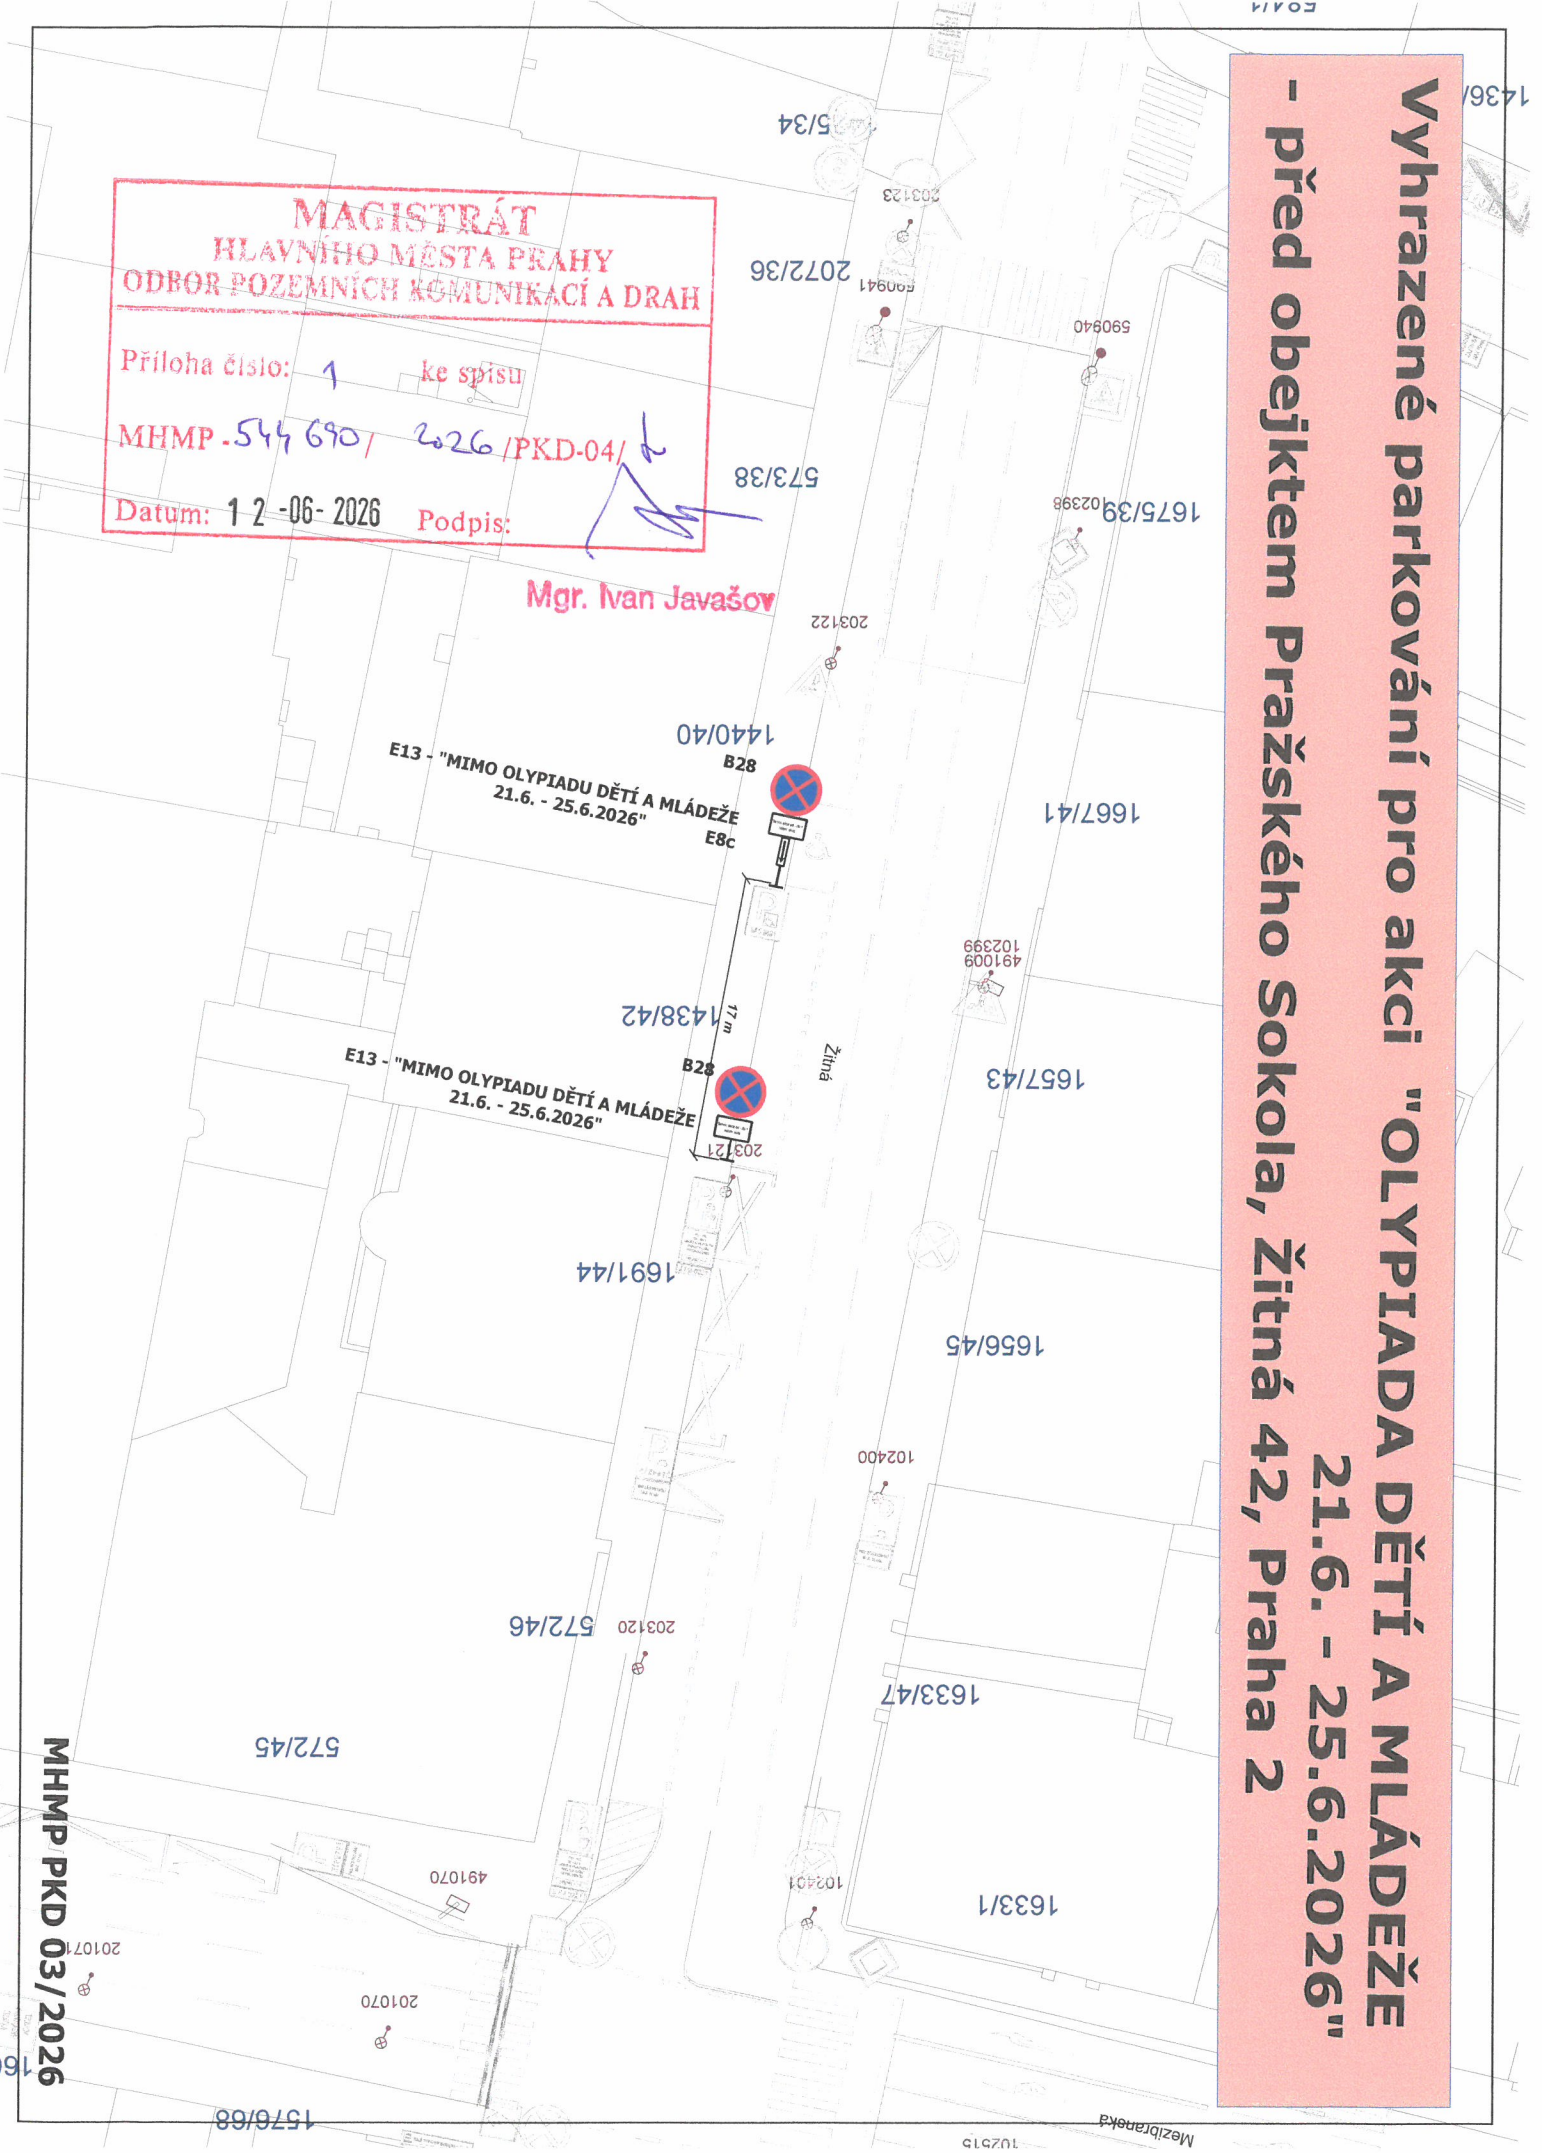 Vyhrazené parkování pro akci "OLYPIADA DĚTÍ A MLÁDEŽE
21.6. - 25.6.2026"
- před obejktem Pražského Sokola, Žitná 42, Praha 2
MAGISTRÁT
HLAVNÍHO MĚSTA PRAHY
ODBOR POZEMNÍCH KOMUNIKACÍ A DRAH
Příloha číslo: 1 ke spisu
MHMP 544 690 / 2026 /PKD-04/
Datum: 12 -06- 2026 Podpis:
Mgr. Ivan Javašov
1436/
2072/36
203123
590941
590940
573/38
102398
1675/39
203122
1440/40
B28
E13 - "MIMO OLYPIADU DĚTÍ A MLÁDEŽE
21.6. - 25.6.2026"
E8c
1667/41
102399
491009
1438/42
17 m
Žitná
B28
E13 - "MIMO OLYPIADU DĚTÍ A MLÁDEŽE
21.6. - 25.6.2026"
203121
1657/43
1691/44
1656/45
102400
572/46
203120
1633/47
572/45
491070
102401
1633/1
201071
201070
1576/68
Mezibranská
102515
MHMP PKD 03/2026